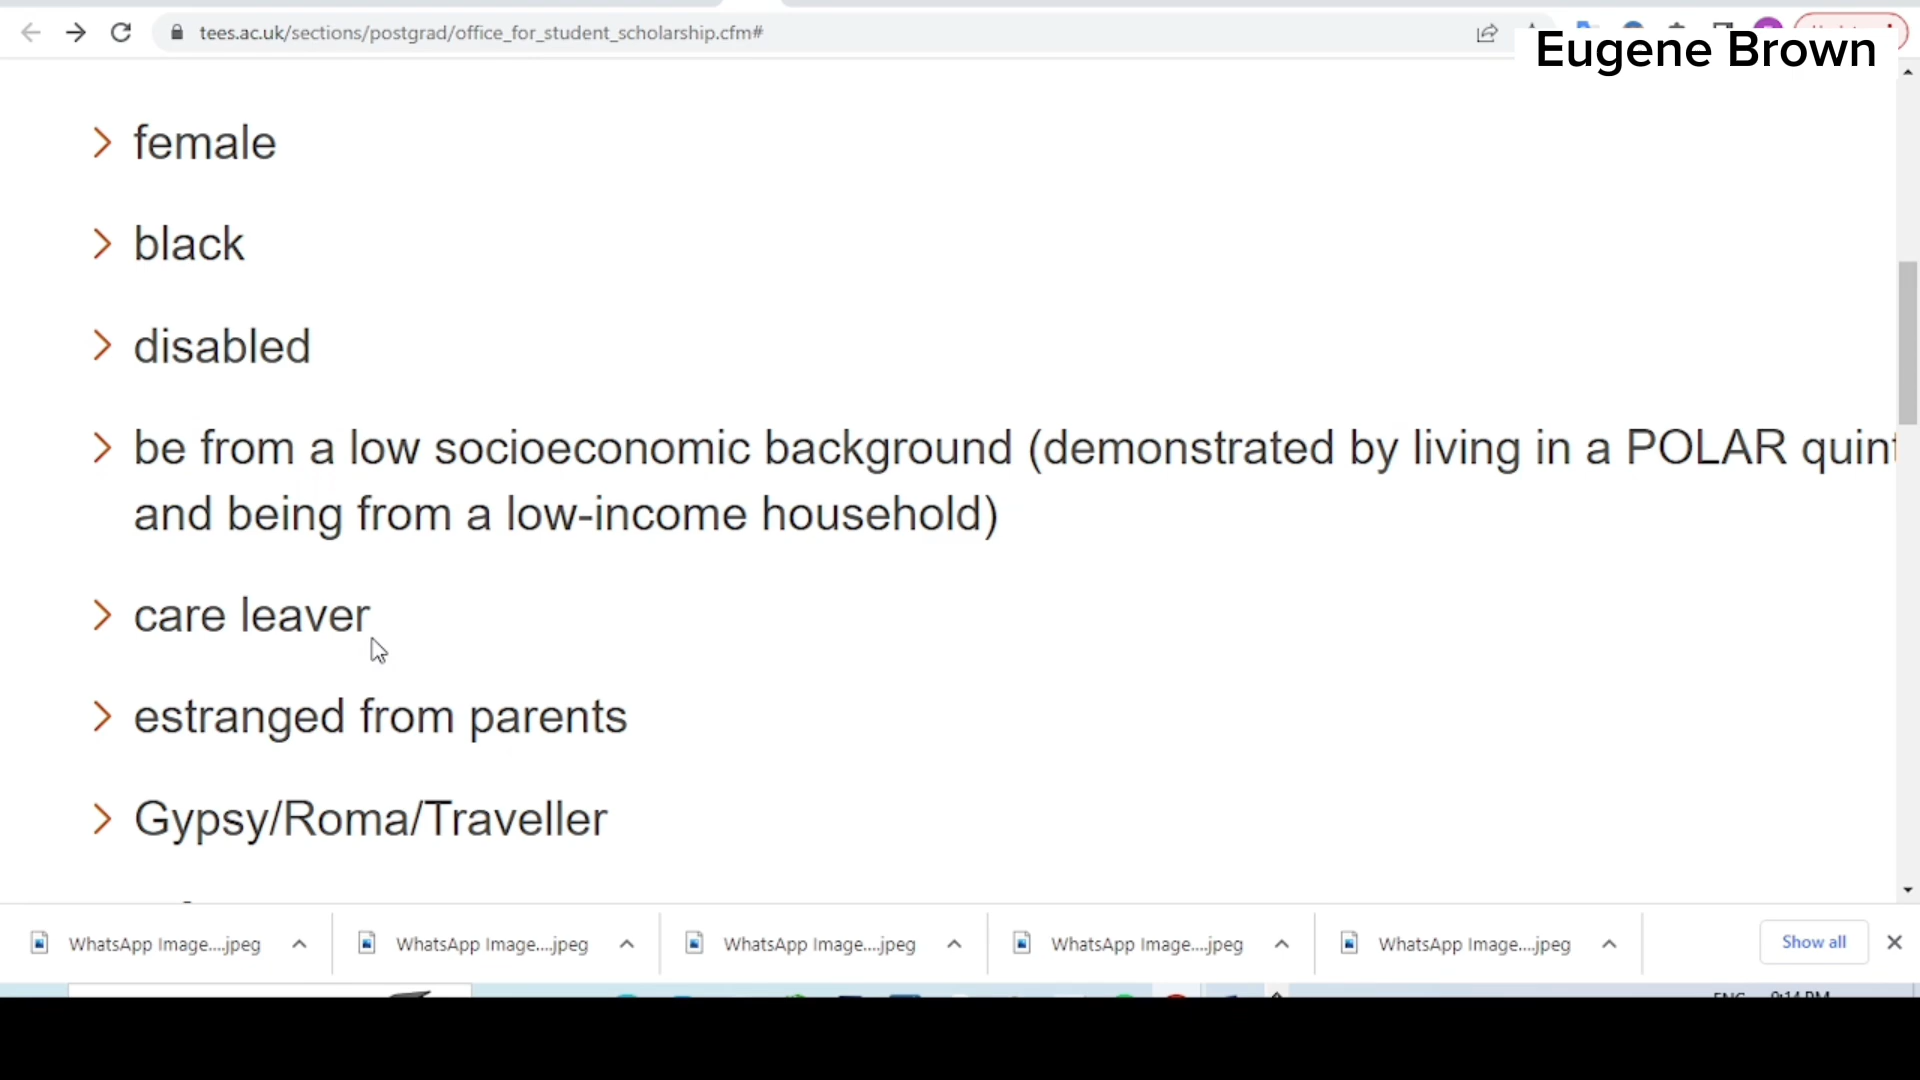 tees.ac.uk/sections/postgrad/office_for_student_scholarship.cfm#
Eugene Brown
female
black
disabled
be from a low socioeconomic background (demonstrated by living in a POLAR
and being from a low-income household)
care leaver
estranged from parents
Gypsy/Roma/Traveller
WhatsApp Image....jpeg
WhatsApp Image....jpeg
WhatsApp Image....jpeg
WhatsApp Image....jpeg
WhatsApp Image....jpeg
Show all